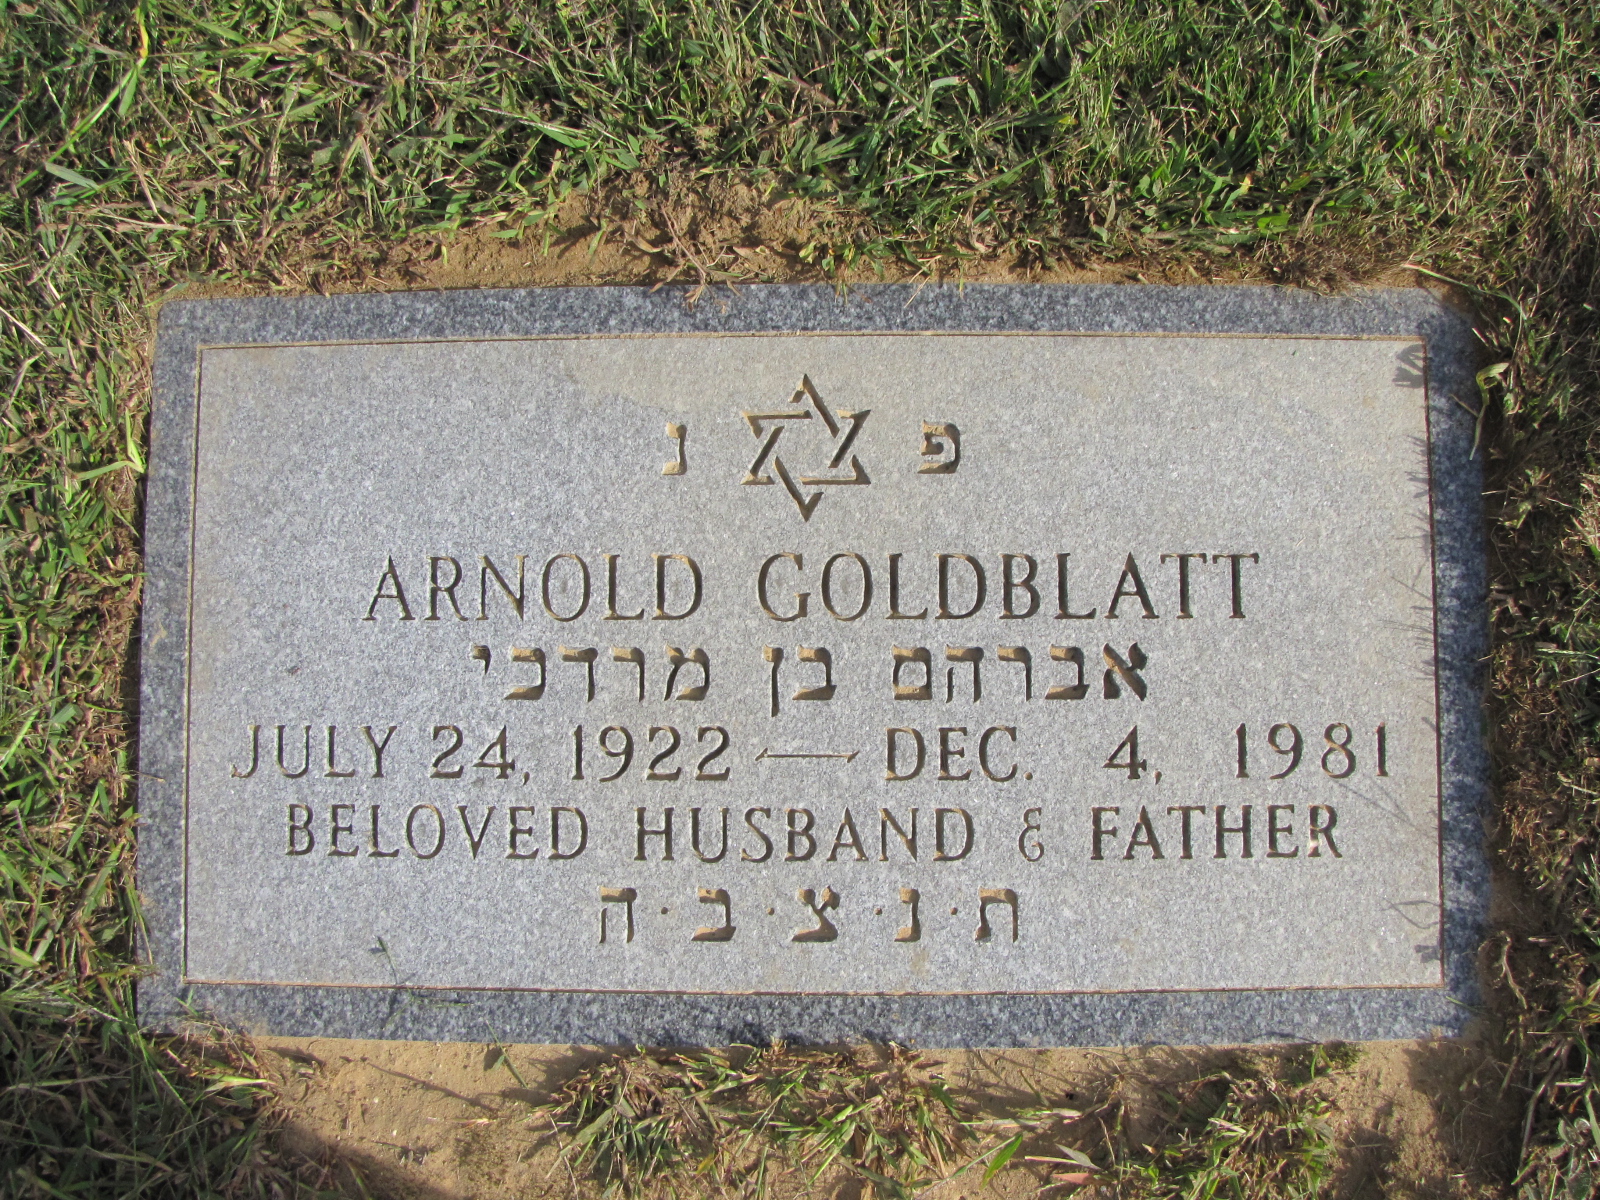 פ נ
ARNOLD GOLDBLATT
אברהם בן מרדכי
JULY 24, 1922 — DEC. 4, 1981
BELOVED HUSBAND & FATHER
ת·נ·צ·ב·ה